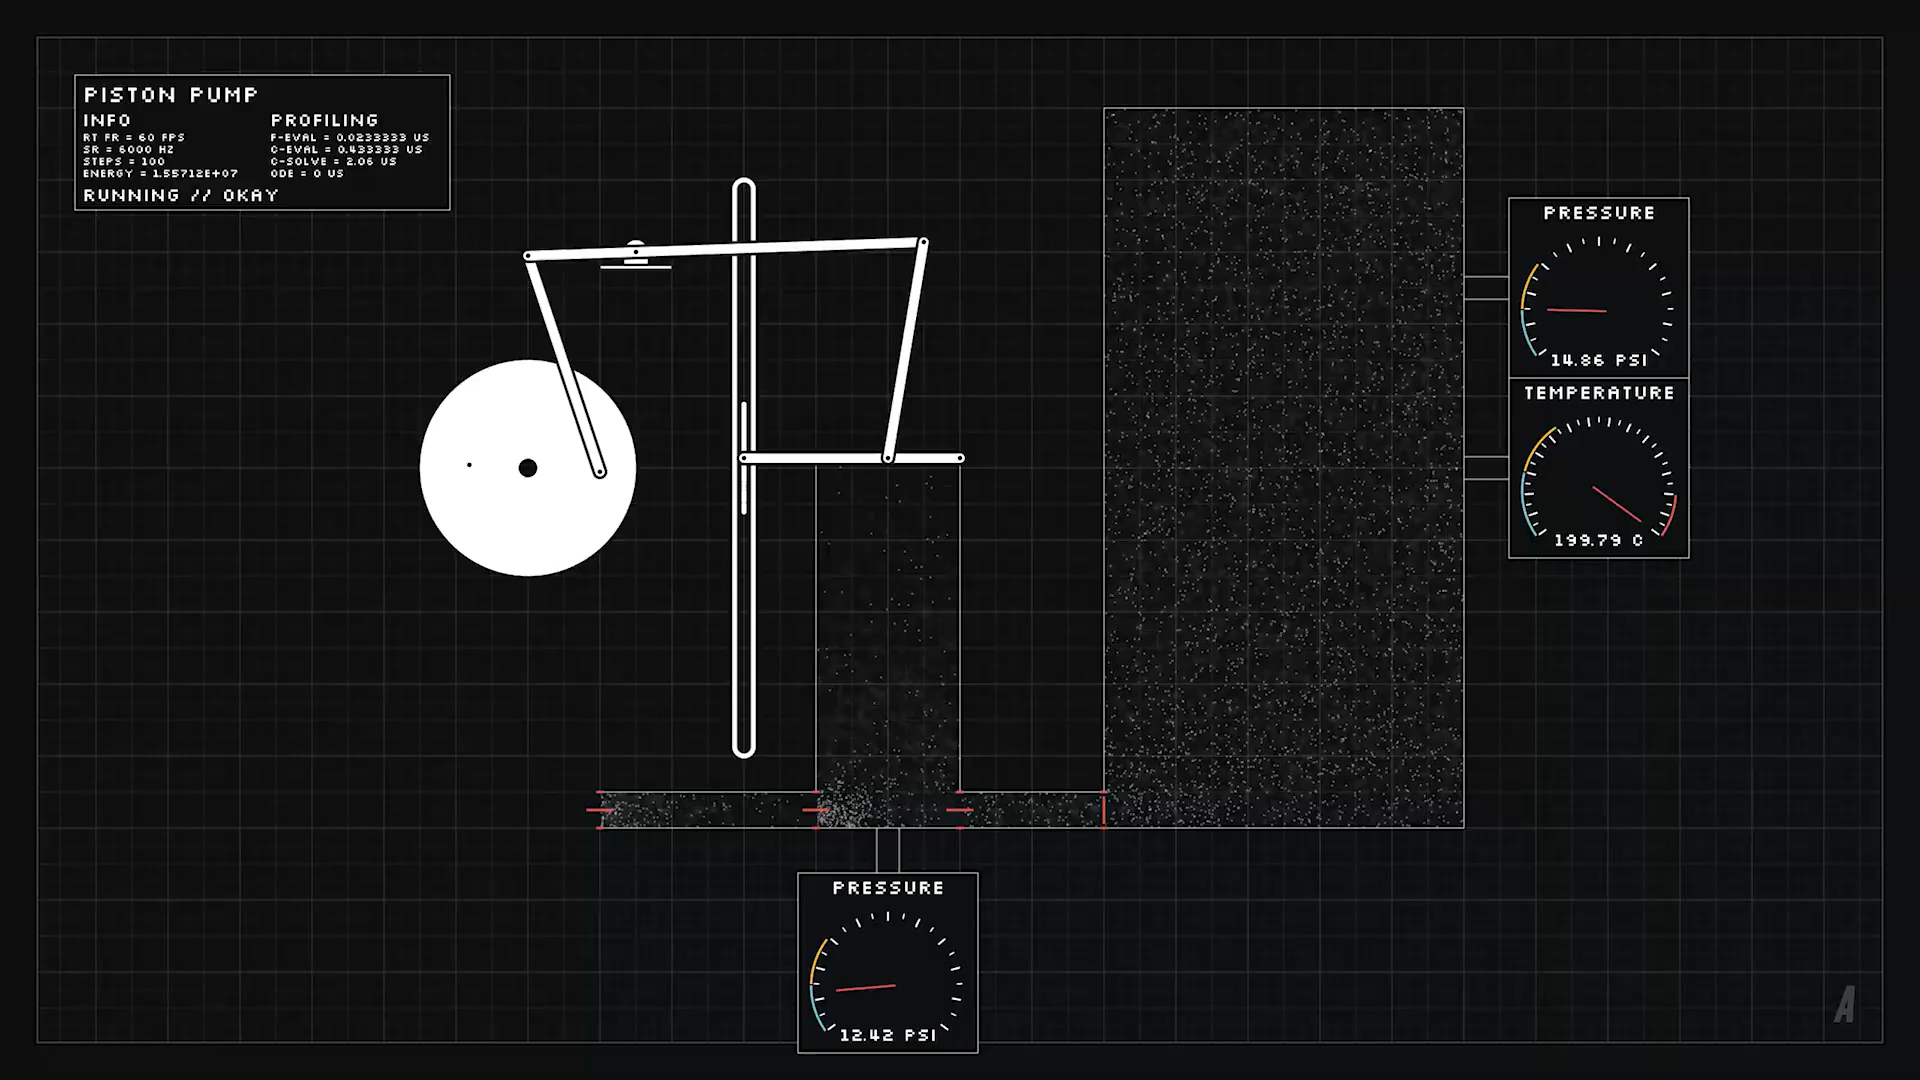 PISTON PUMP
INFO
RT FR = 60 FPS
SR = 6000 HZ
STEPS = 100
ENERGY = 1.55712E+07
PROFILING
F-EVAL = 0.0233333 US
C-EVAL = 0.433333 US
C-SOLVE = 2.06 US
ODE = 0 US
RUNNING // OKAY
PRESSURE
14.86 PSI
TEMPERATURE
199.79 C
PRESSURE
12.42 PSI
A